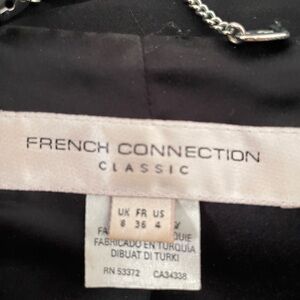 FRENCH CONNECTION
CLASSIC
UK FR US
6 36 4
FABRICADO EN TURQUIA
DIBUAT DI TURKI
RN 53372 CA34338